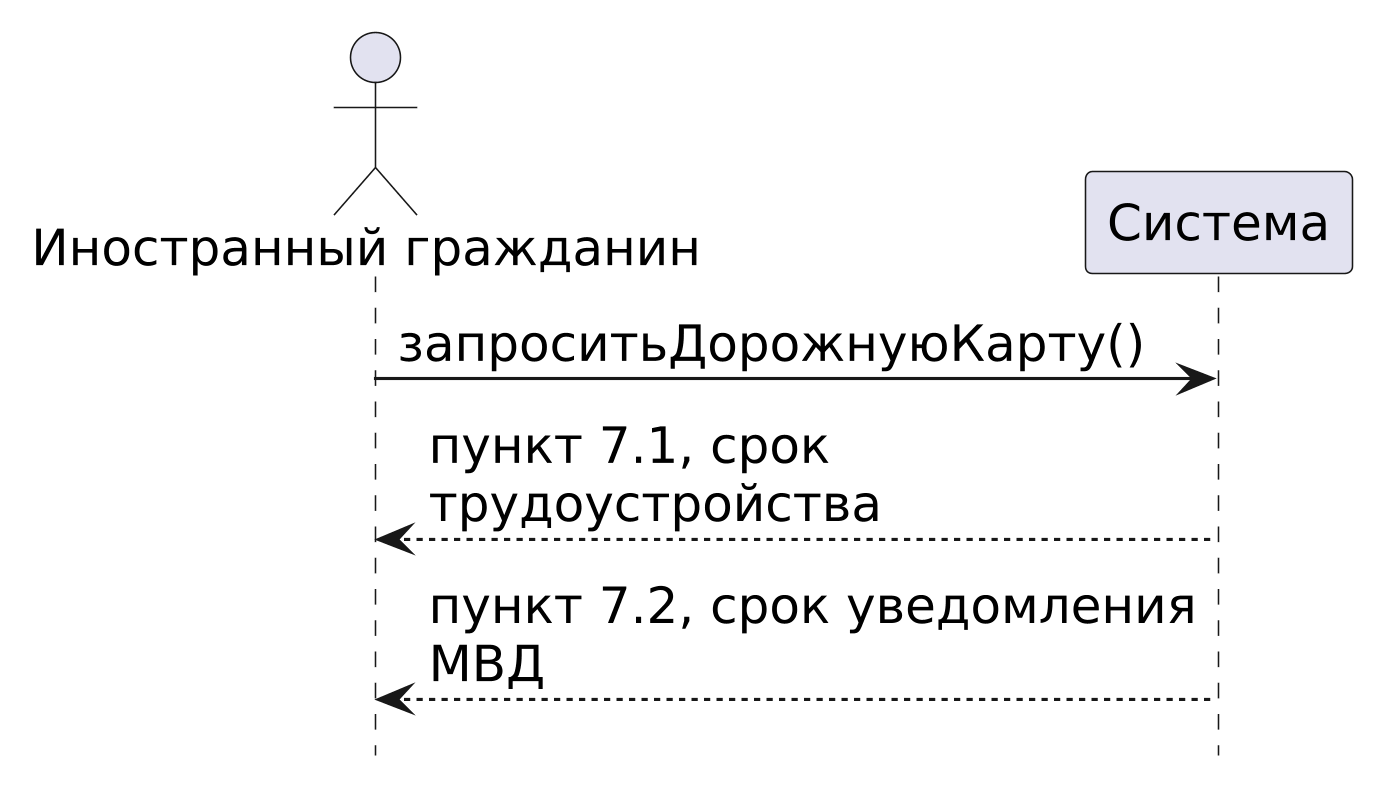 Иностранный гражданин
Система
запроситьДорожнуюКарту()
пункт 7.1, срок
трудоустройства
пункт 7.2, срок уведомления
МВД